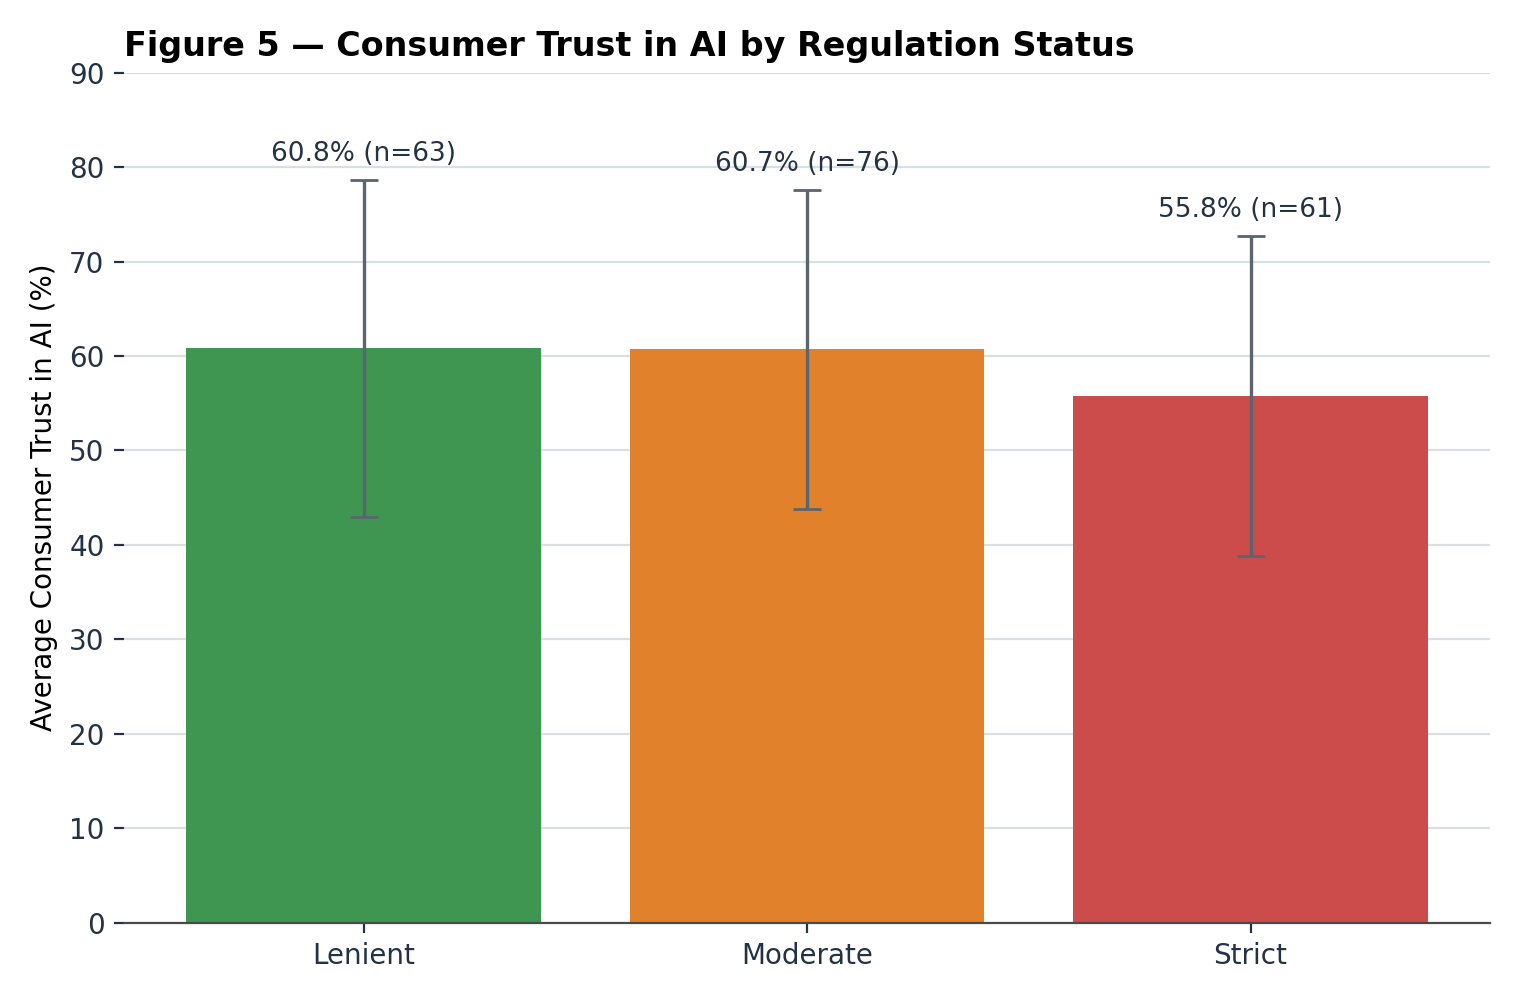 Figure 5 — Consumer Trust in AI by Regulation Status
Average Consumer Trust in AI (%)
90
80
70
60
50
40
30
20
10
0
60.8% (n=63)
60.7% (n=76)
55.8% (n=61)
Lenient
Moderate
Strict